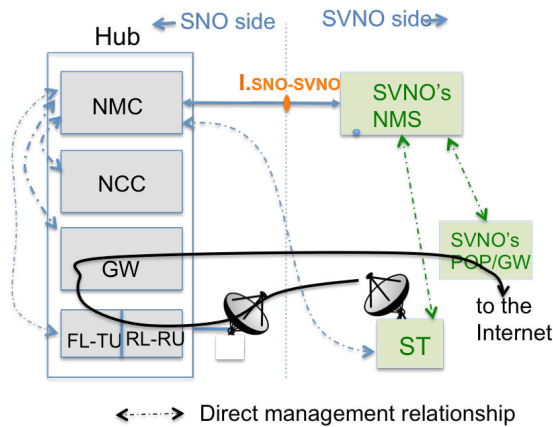 SNO side
SVNO side
Hub
I.SNO-SVNO
NMC
SVNO's
NMS
NCC
GW
SVNO's
POP/GW
to the
Internet
FL-TU
RL-RU
ST
Direct management relationship